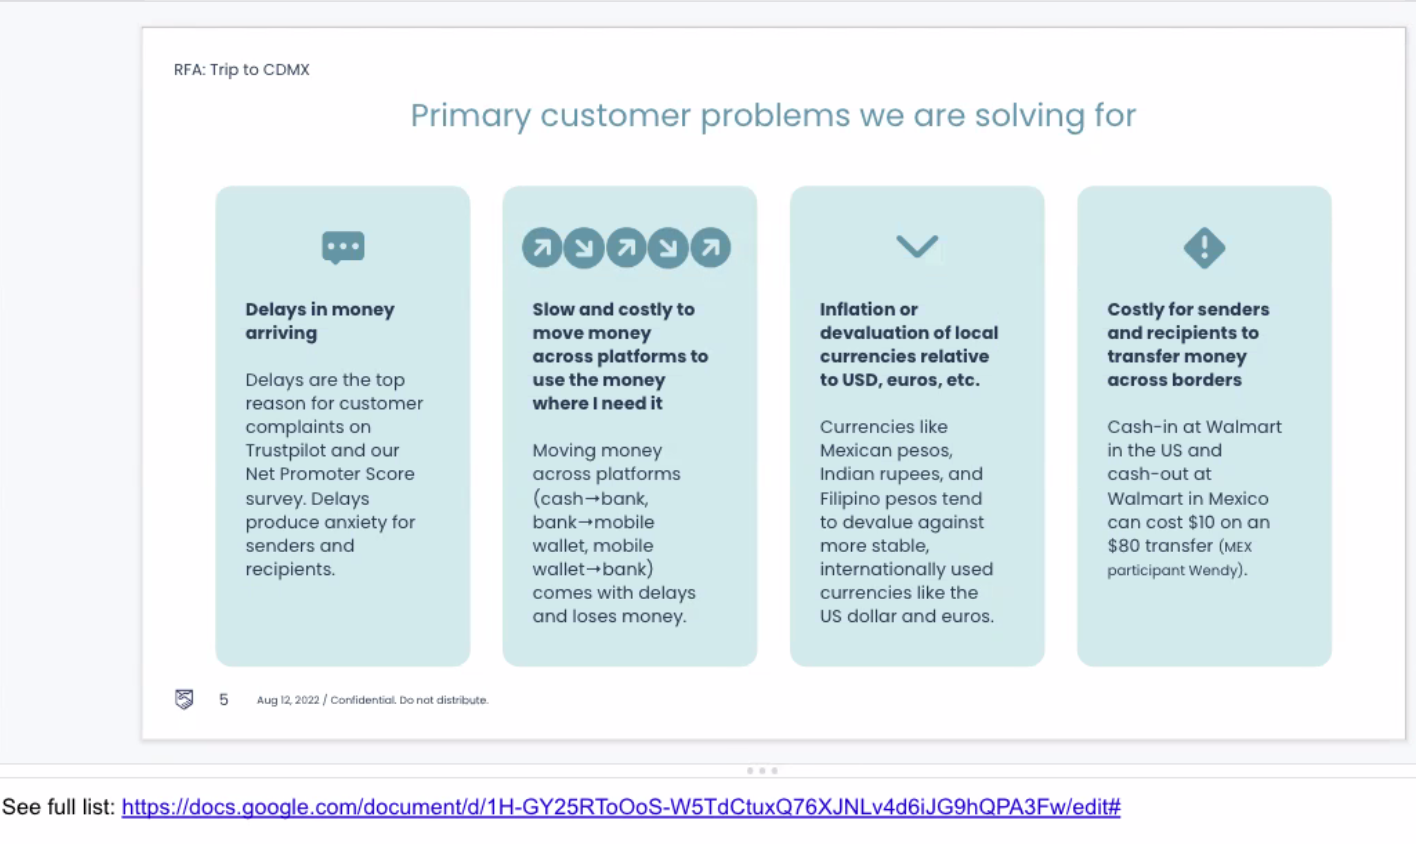 RFA: Trip to CDMX
Primary customer problems we are solving for
Delays in money
arriving
Delays are the top
reason for customer
complaints on
Trustpilot and our
Net Promoter Score
survey. Delays
produce anxiety for
senders and
recipients.
Slow and costly to
move money
across platforms to
use the money
where I need it
Moving money
across platforms
(cash→bank,
bank→mobile
wallet, mobile
wallet→bank)
comes with delays
and loses money.
Inflation or
devaluation of local
currencies relative
to USD, euros, etc.
Currencies like
Mexican pesos,
Indian rupees, and
Filipino pesos tend
to devalue against
more stable,
internationally used
currencies like the
US dollar and euros.
Costly for senders
and recipients to
transfer money
across borders
Cash-in at Walmart
in the US and
cash-out at
Walmart in Mexico
can cost $10 on an
$80 transfer (MEX
participant Wendy).
5 Aug 12, 2022 / Confidential. Do not distribute.
See full list: https://docs.google.com/document/d/1H-GY25RToOoS-W5TdCtuxQ76XJNLv4d6iJG9hQPA3Fw/edit#